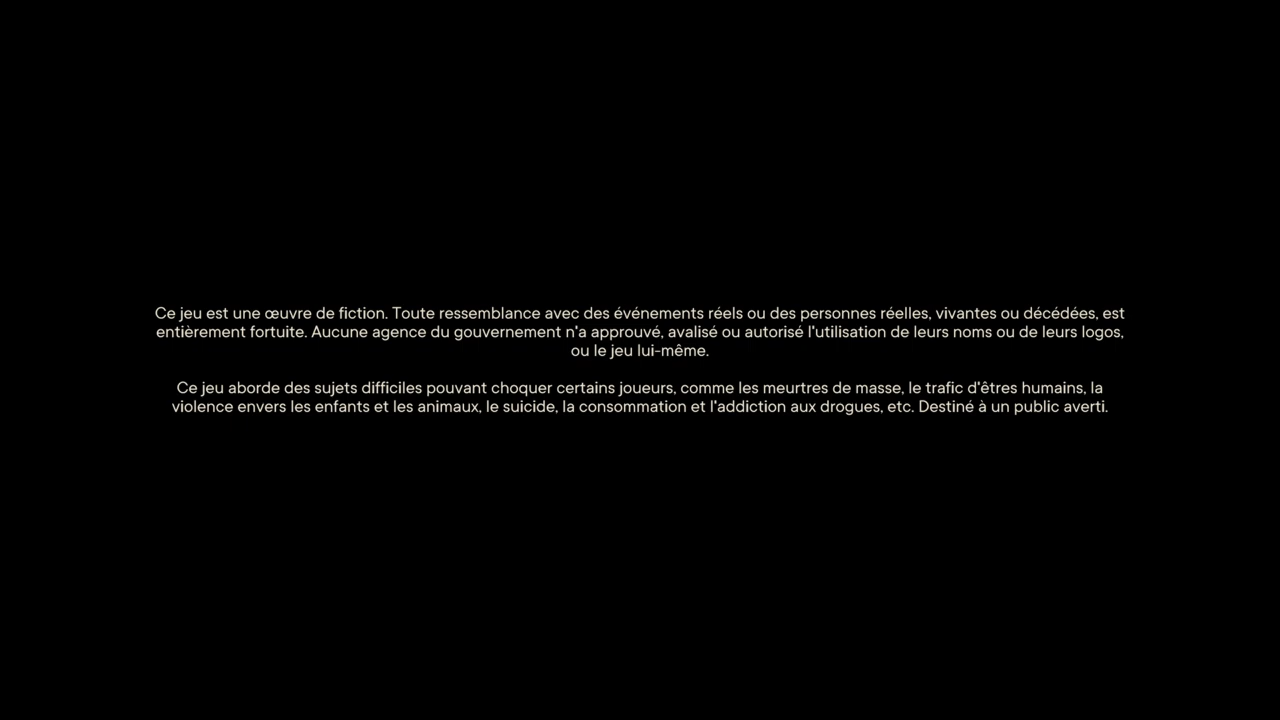 Ce jeu est une œuvre de fiction. Toute ressemblance avec des événements réels ou des personnes réelles, vivantes ou décédées, est
entièrement fortuite. Aucune agence du gouvernement n'a approuvé, avalisé ou autorisé l'utilisation de leurs noms ou de leurs logos,
ou le jeu lui-même.
Ce jeu aborde des sujets difficiles pouvant choquer certains joueurs, comme les meurtres de masse, le trafic d'êtres humains, la
violence envers les enfants et les animaux, le suicide, la consommation et l'addiction aux drogues, etc. Destiné à un public averti.